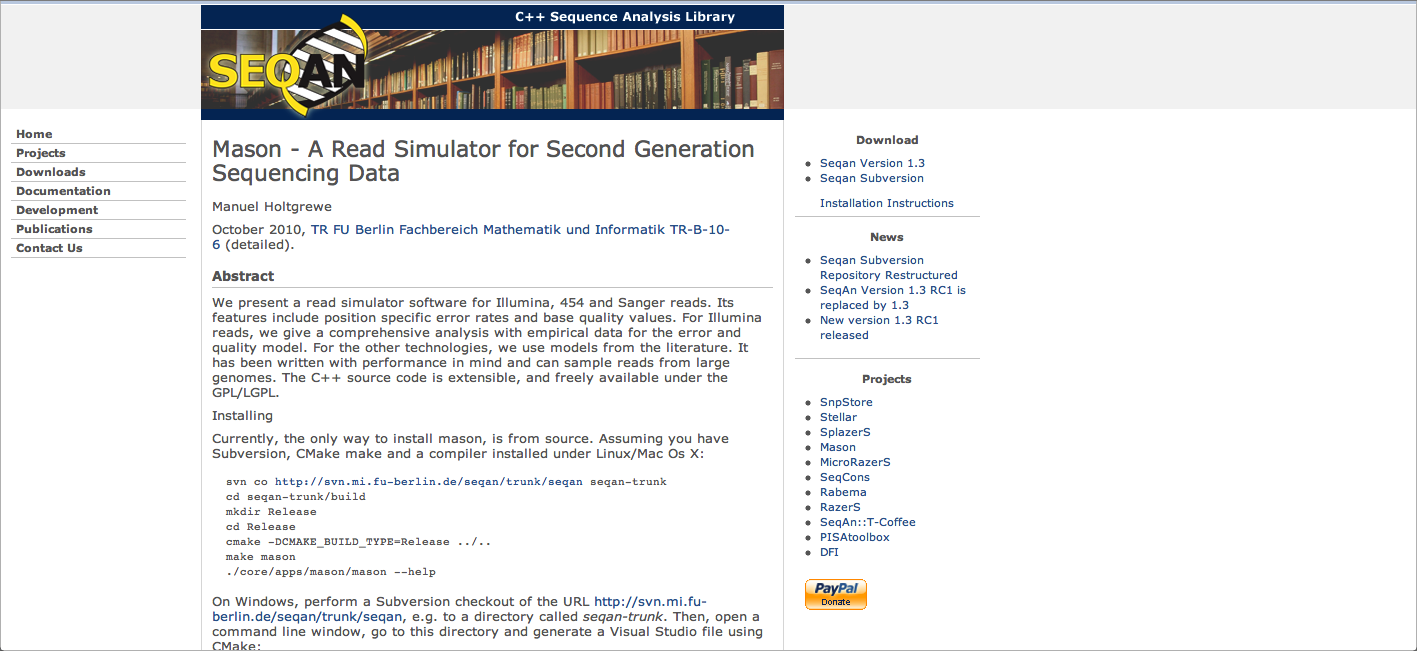 C++ Sequence Analysis Library
SEQAN
Home
Projects
Downloads
Documentation
Development
Publications
Contact Us
Mason - A Read Simulator for Second Generation
Sequencing Data
Manuel Holtgrewe
October 2010, TR FU Berlin Fachbereich Mathematik und Informatik TR-B-10-
6 (detailed).
Abstract
We present a read simulator software for Illumina, 454 and Sanger reads. Its
features include position specific error rates and base quality values. For Illumina
reads, we give a comprehensive analysis with empirical data for the error and
quality model. For the other technologies, we use models from the literature. It
has been written with performance in mind and can sample reads from large
genomes. The C++ source code is extensible, and freely available under the
GPL/LGPL.
Installing
Currently, the only way to install mason, is from source. Assuming you have
Subversion, CMake make and a compiler installed under Linux/Mac Os X:
svn co http://svn.mi.fu-berlin.de/seqan/trunk/seqan seqan-trunk
cd seqan-trunk/build
mkdir Release
cd Release
cmake -DCMAKE_BUILD_TYPE=Release ../..
make mason
./core/apps/mason/mason --help
On Windows, perform a Subversion checkout of the URL http://svn.mi.fu-
berlin.de/seqan/trunk/seqan, e.g. to a directory called seqan-trunk. Then, open a
command line window, go to this directory and generate a Visual Studio file using
CMake:
Download
Seqan Version 1.3
Seqan Subversion
Installation Instructions
News
Seqan Subversion
Repository Restructured
SeqAn Version 1.3 RC1 is
replaced by 1.3
New version 1.3 RC1
released
Projects
SnpStore
Stellar
SplazerS
Mason
MicroRazerS
SeqCons
Rabema
RazerS
SeqAn::T-Coffee
PISAtoolbox
DFI
PayPal
Donate